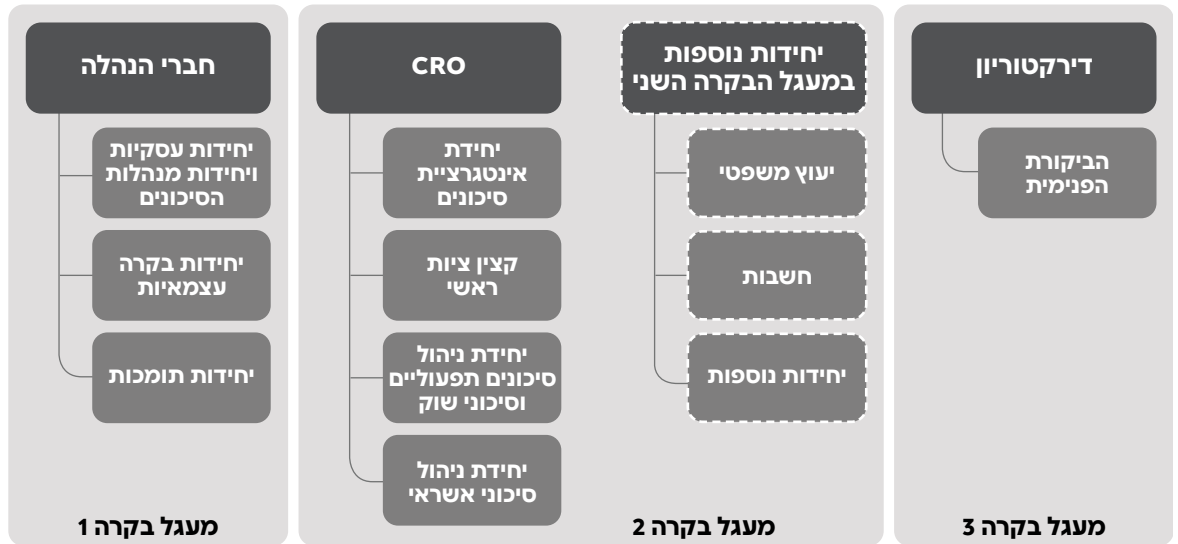 דירקטוריון
הביקורת
הפנימית
מעגל בקרה 3
יחידות נוספות
במעגל הבקרה השני
יעוץ משפטי
חשבות
יחידות נוספות
CRO
יחידת
אינטגרציית
סיכונים
קצין ציות
ראשי
יחידת ניהול
סיכונים תפעוליים
וסיכוני שוק
יחידת ניהול
סיכוני אשראי
מעגל בקרה 2
חברי הנהלה
יחידות עסקיות
ויחידות מנהלות
הסיכונים
יחידות בקרה
עצמאיות
יחידות תומכות
מעגל בקרה 1